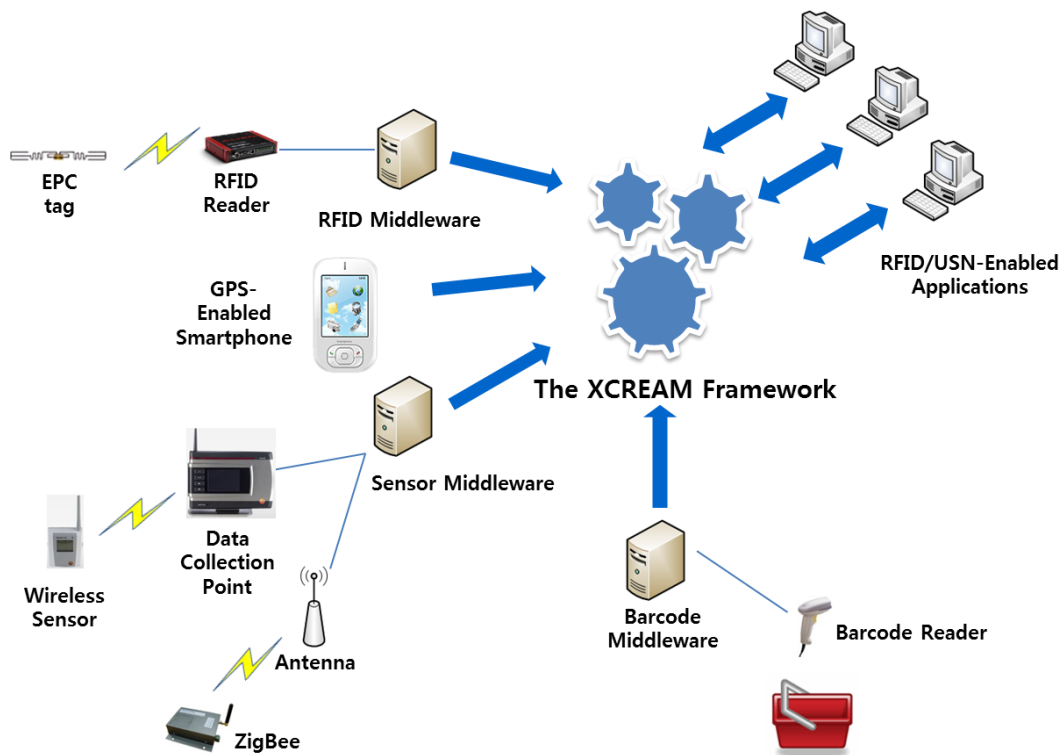 EPC
tag
RFID
Reader
RFID Middleware
GPS-
Enabled
Smartphone
RFID/USN-Enabled
Applications
The XCREAM Framework
Sensor Middleware
Data
Collection
Point
Wireless
Sensor
Antenna
ZigBee
Barcode
Middleware
Barcode Reader